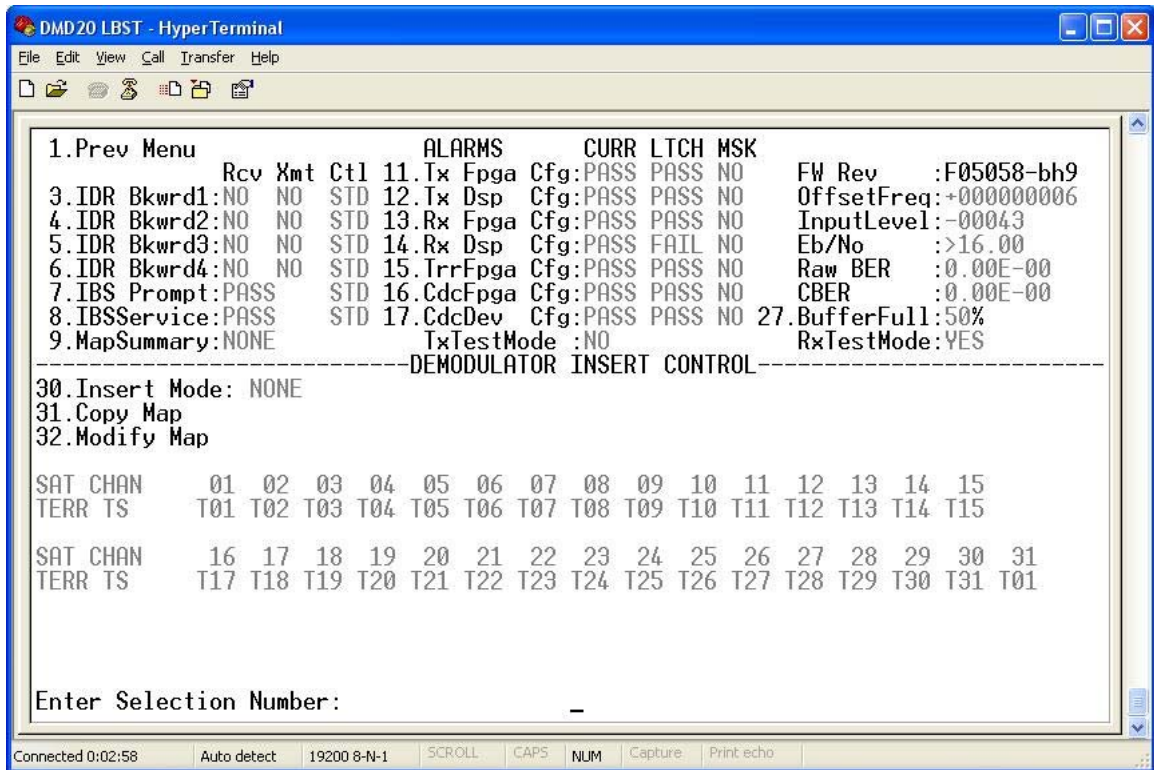 DMD20 LBST - HyperTerminal
File Edit View Call Transfer Help
1.Prev Menu ALARMS CURR LTCH MSK
Rcv Xmt Ctl 11.Tx Fpga Cfg:PASS PASS NO FW Rev :F05058-bh9
3.IDR Bkwrd1:NO NO STD 12.Tx Dsp Cfg:PASS PASS NO OffsetFreq:+000000006
4.IDR Bkwrd2:NO NO STD 13.Rx Fpga Cfg:PASS PASS NO InputLevel:-00043
5.IDR Bkwrd3:NO NO STD 14.Rx Dsp Cfg:PASS FAIL NO Eb/No :>16.00
6.IDR Bkwrd4:NO NO STD 15.TrrFpga Cfg:PASS PASS NO Raw BER :0.00E-00
7.IBS Prompt:PASS STD 16.CdcFpga Cfg:PASS PASS NO CBER :0.00E-00
8.IBSService:PASS STD 17.CdcDev Cfg:PASS PASS NO 27.BufferFull:50%
9.MapSummary:NONE TxTestMode :NO RxTestMode:YES
----------------------------DEMODULATOR INSERT CONTROL--------------------------
30.Insert Mode: NONE
31.Copy Map
32.Modify Map
SAT CHAN 01 02 03 04 05 06 07 08 09 10 11 12 13 14 15
TERR TS T01 T02 T03 T04 T05 T06 T07 T08 T09 T10 T11 T12 T13 T14 T15
SAT CHAN 16 17 18 19 20 21 22 23 24 25 26 27 28 29 30 31
TERR TS T17 T18 T19 T20 T21 T22 T23 T24 T25 T26 T27 T28 T29 T30 T31 T01
Enter Selection Number: _
Connected 0:02:58 Auto detect 19200 8-N-1 SCROLL CAPS NUM Capture Print echo